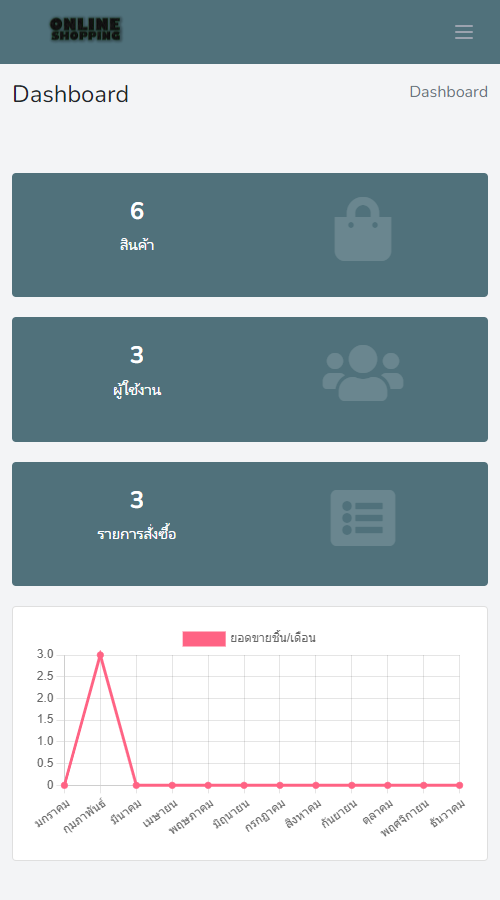 ONLINE
SHOPPING
Dashboard
Dashboard
6
สินค้า
3
ผู้ใช้งาน
3
รายการสั่งซื้อ
ยอดขายชิ้น/เดือน
3.0
2.5
2.0
1.5
1.0
0.5
0
มกราคม กุมภาพันธ์ มีนาคม เมษายน พฤษภาคม มิถุนายน กรกฎาคม สิงหาคม กันยายน ตุลาคม พฤศจิกายน ธันวาคม